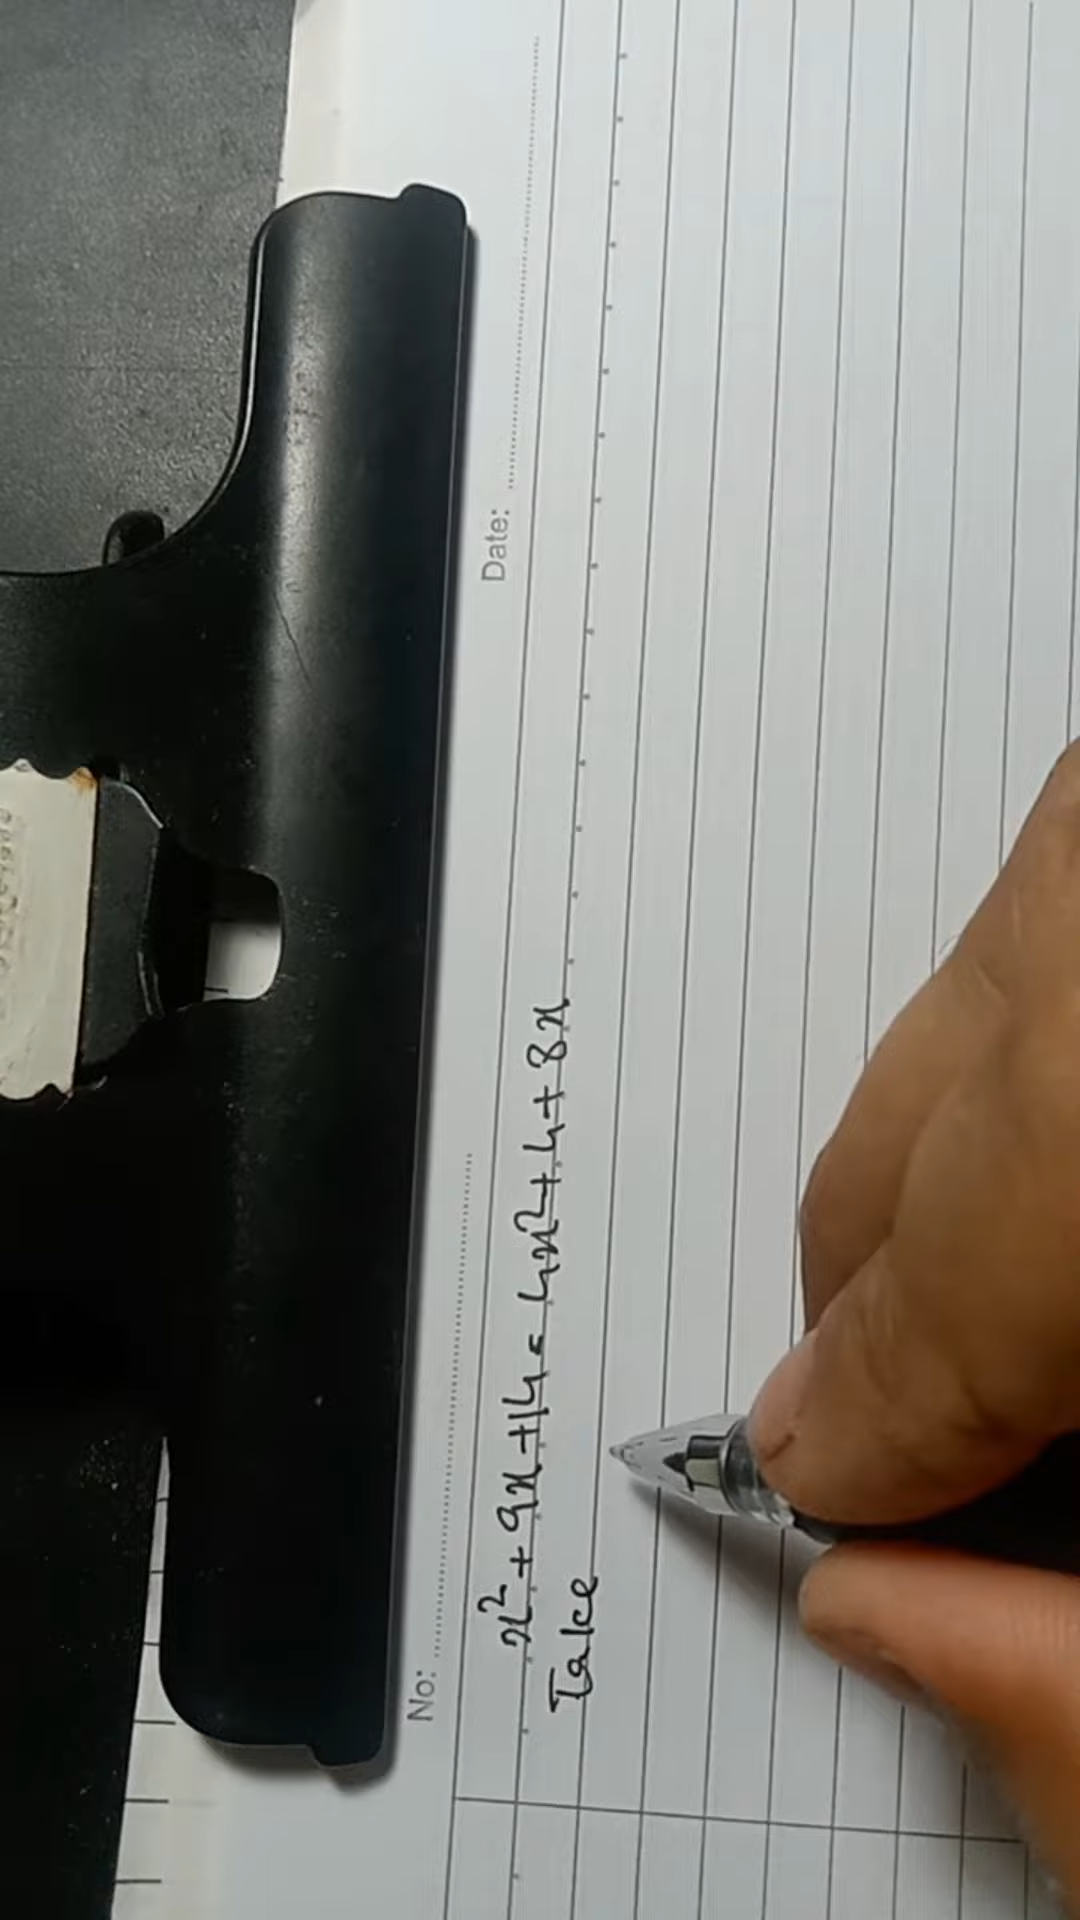 No: Date:
x² + 9x + 14 = 4x² + 4 + 8x
Take